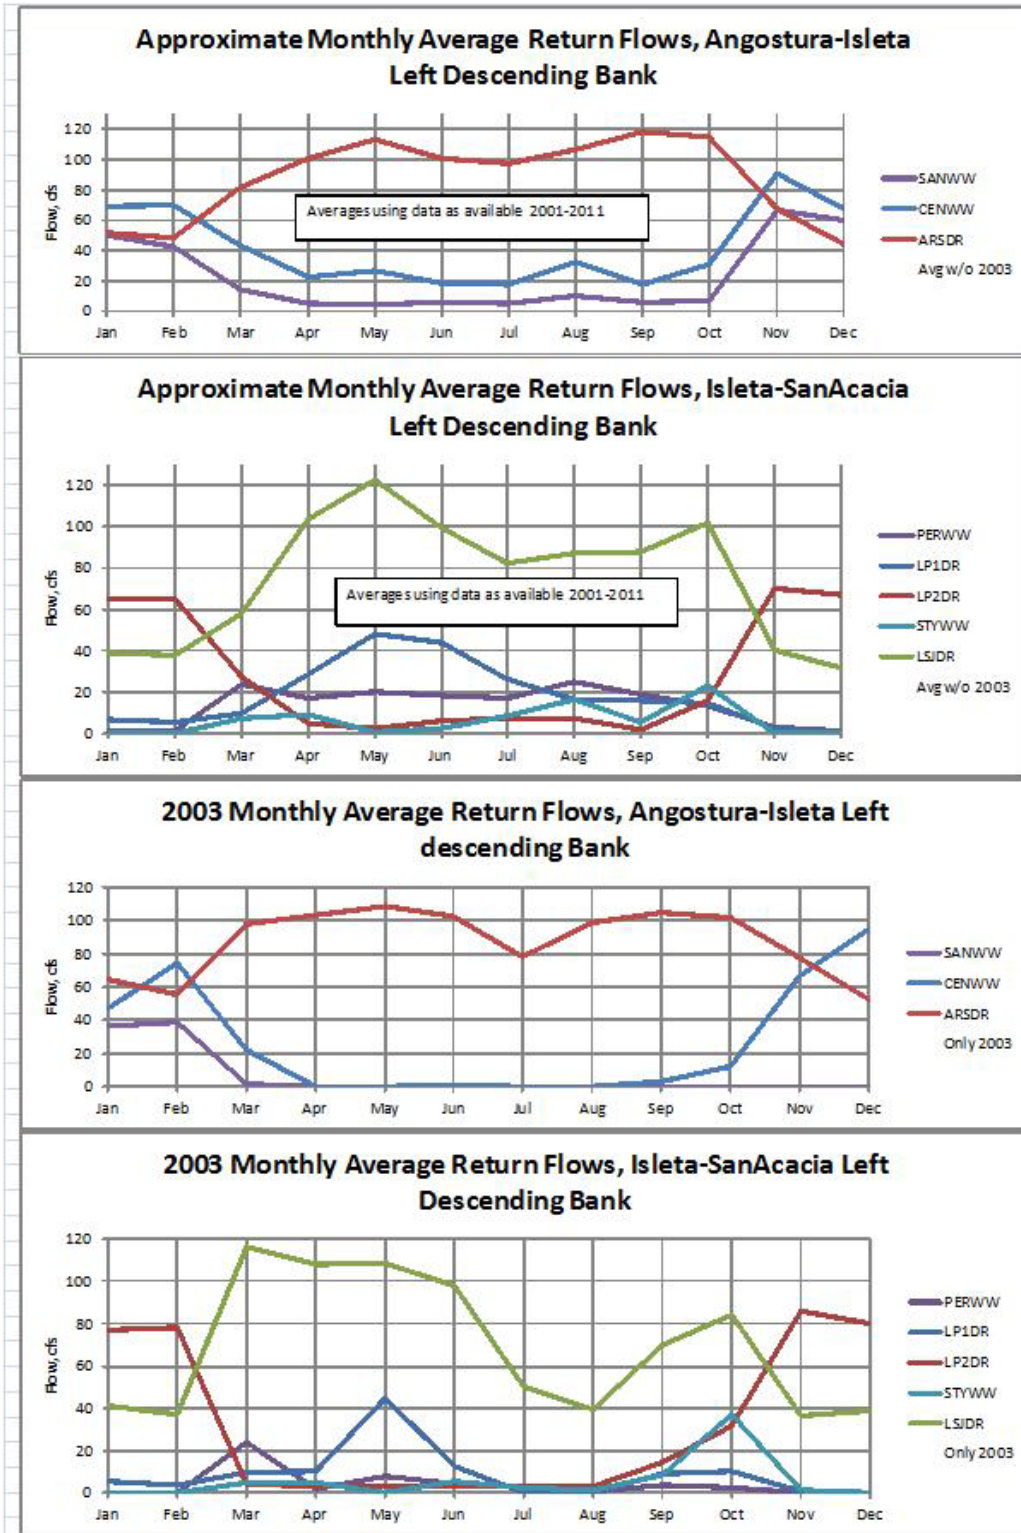 Approximate Monthly Average Return Flows, Angostura-Isleta
Left Descending Bank
120
100
80
60
40
20
0
Flow, cfs
Averages using data as available 2001-2011
Jan Feb Mar Apr May Jun Jul Aug Sep Oct Nov Dec
SANWW
CENWW
ARSDR
Avg w/o 2003
Approximate Monthly Average Return Flows, Isleta-SanAcacia
Left Descending Bank
120
100
80
60
40
20
0
Flow, cfs
Averages using data as available 2001-2011
Jan Feb Mar Apr May Jun Jul Aug Sep Oct Nov Dec
PERWW
LP1DR
LP2DR
STYWW
LSJDR
Avg w/o 2003
2003 Monthly Average Return Flows, Angostura-Isleta Left
descending Bank
120
100
80
60
40
20
0
Flow, cfs
Jan Feb Mar Apr May Jun Jul Aug Sep Oct Nov Dec
SANWW
CENWW
ARSDR
Only 2003
2003 Monthly Average Return Flows, Isleta-SanAcacia Left
Descending Bank
120
100
80
60
40
20
0
Flow, cfs
Jan Feb Mar Apr May Jun Jul Aug Sep Oct Nov Dec
PERWW
LP1DR
LP2DR
STYWW
LSJDR
Only 2003